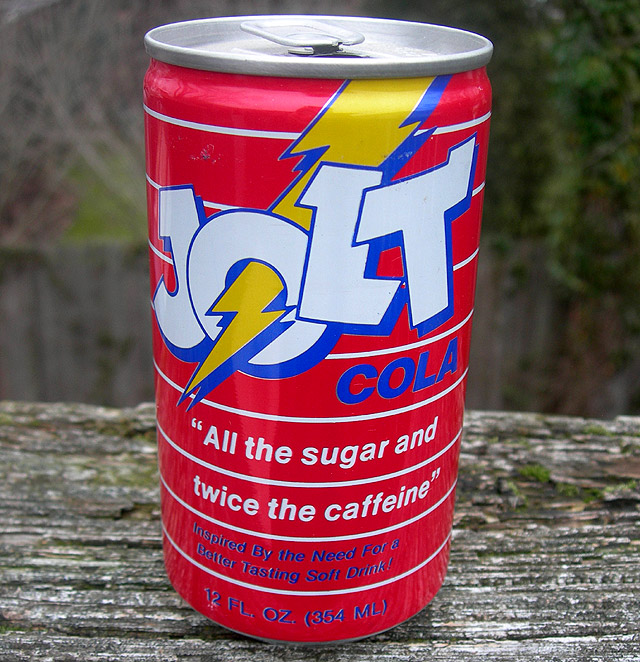 JOLT
COLA
“All the sugar and
twice the caffeine”
Inspired By the Need For a
Better Tasting Soft Drink!
12 FL. OZ. (354 ML)